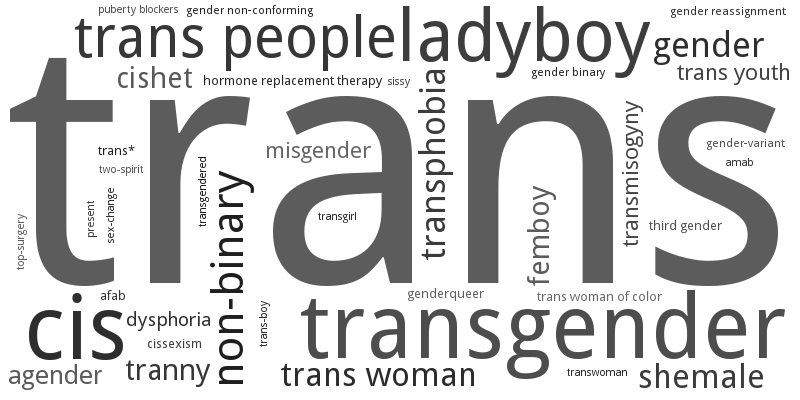 puberty blockers
gender non-conforming
gender reassignment
trans people
ladyboy
gender
cishet
hormone replacement therapy
sissy
gender binary
trans youth
trans
trans*
two-spirit
misgender
transphobia
transmisogyny
gender-variant
amab
top-surgery
present
sex-change
transgendered
non-binary
transgirl
femboy
third gender
afab
genderqueer
trans woman of color
cis
dysphoria
cissexism
trans-boy
transgender
agender
tranny
trans woman
transwoman
shemale